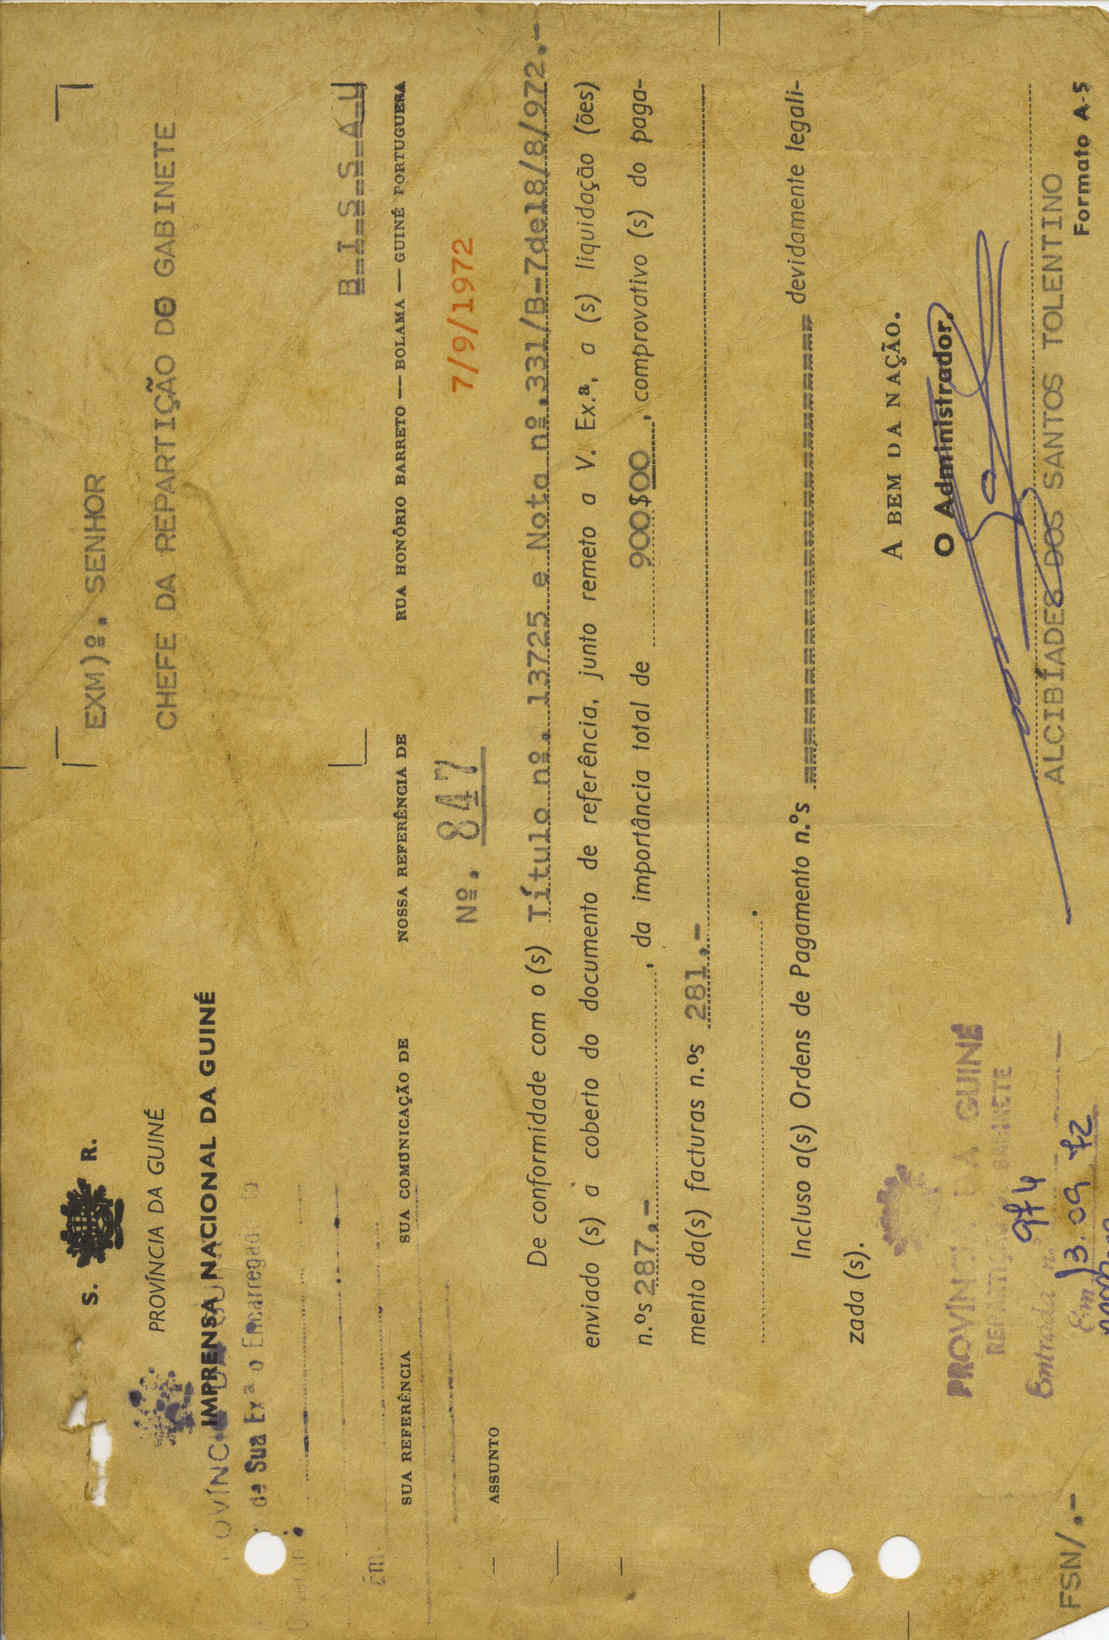 S. R.
PROVÍNCIA DA GUINÉ
IMPRENSA NACIONAL DA GUINÉ
de Sua Ex.ª o Encarregado
EXM)º. SENHOR
CHEFE DA REPARTIÇÃO DO GABINETE
B-I-S-S-A-U
SUA REFERÊNCIA SUA COMUNICAÇÃO DE NOSSA REFERÊNCIA DE RUA HONÓRIO BARRETO — BOLAMA — GUINÉ PORTUGUESA
Nº. 847 7/9/1972
ASSUNTO
De conformidade com o (s) Título nº. 13725 e Nota nº.331/B-7de18/8/972.-
enviado (s) a coberto do documento de referência, junto remeto a V. Ex.ª, a (s) liquidação (ões)
n.ºs 287.- , da importância total de 900$00 , comprovativo (s) do paga-
mento da(s) facturas n.ºs 281.-
Incluso a(s) Ordens de Pagamento n.ºs devidamente legali-
zada (s).
A BEM DA NAÇÃO.
O Administrador,
ALCIBÍADES DOS SANTOS TOLENTINO
PROVÍNCIA DA GUINÉ
REPARTIÇÃO GABINETE
Entrada n. 974
Em 13.09.72
FSN/.-
Formato A-5